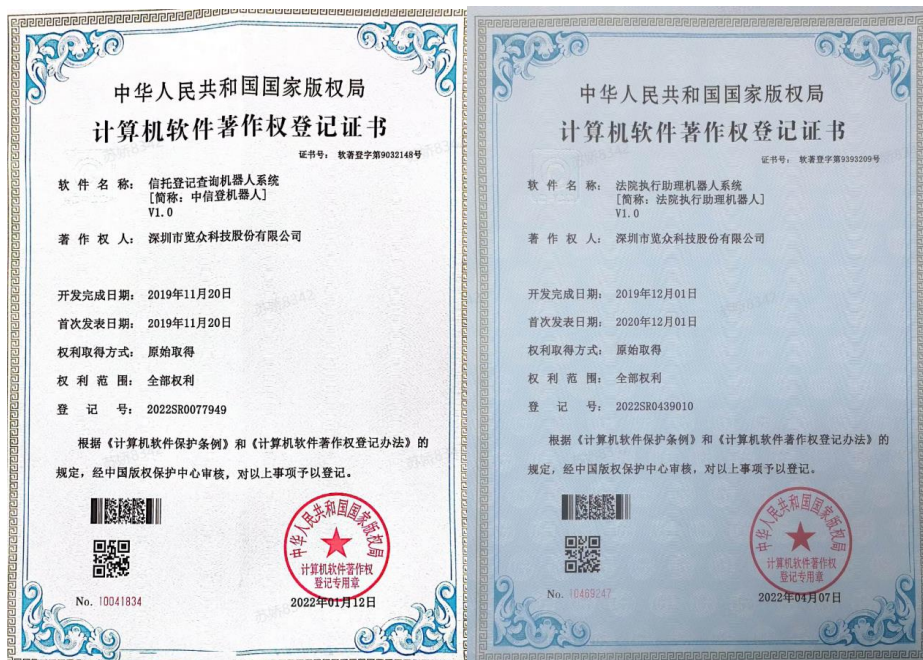 中华人民共和国国家版权局
计算机软件著作权登记证书
证书号: 软著登字第9032148号
软件名称: 信托登记查询机器人系统
[简称: 中信登机器人]
V1.0
著作权人: 深圳市览众科技股份有限公司
开发完成日期: 2019年11月20日
首次发表日期: 2019年11月20日
权利取得方式: 原始取得
权利范围: 全部权利
登记号: 2022SR0077949
根据《计算机软件保护条例》和《计算机软件著作权登记办法》的
规定, 经中国版权保护中心审核, 对以上事项予以登记。
中华人民共和国国家版权局
计算机软件著作权
登记专用章
No. 10041834
2022年01月12日
中华人民共和国国家版权局
计算机软件著作权登记证书
证书号: 软著登字第9393209号
软件名称: 法院执行助理机器人系统
[简称: 法院执行助理机器人]
V1.0
著作权人: 深圳市览众科技股份有限公司
开发完成日期: 2019年12月01日
首次发表日期: 2020年12月01日
权利取得方式: 原始取得
权利范围: 全部权利
登记号: 2022SR0439010
根据《计算机软件保护条例》和《计算机软件著作权登记办法》的
规定, 经中国版权保护中心审核, 对以上事项予以登记。
中华人民共和国国家版权局
计算机软件著作权
登记专用章
No. 10469247
2022年04月07日